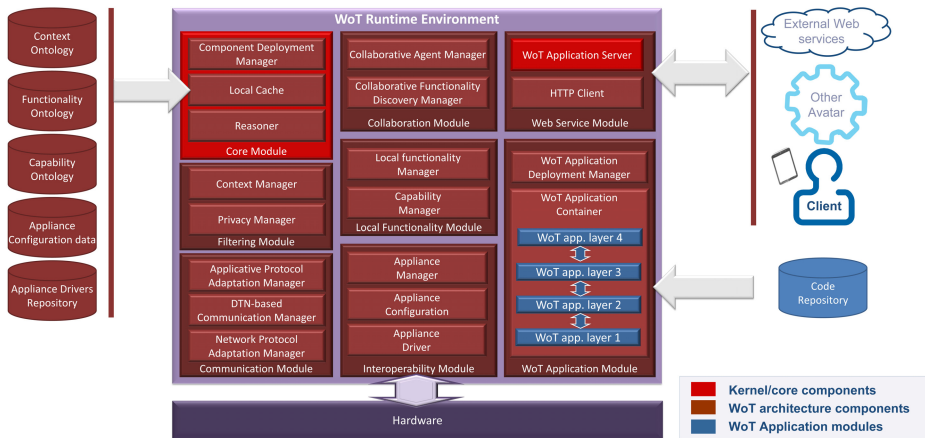 WoT Runtime Environment
Context
Ontology
Functionality
Ontology
Capability
Ontology
Appliance
Configuration data
Appliance Drivers
Repository
Component Deployment
Manager
Local Cache
Reasoner
Core Module
Context Manager
Privacy Manager
Filtering Module
Applicative Protocol
Adaptation Manager
DTN-based
Communication Manager
Network Protocol
Adaptation Manager
Communication Module
Collaborative Agent Manager
Collaborative Functionality
Discovery Manager
Collaboration Module
Local functionality
Manager
Capability
Manager
Local Functionality Module
Appliance
Manager
Appliance
Configuration
Appliance
Driver
Interoperability Module
WoT Application Server
HTTP Client
Web Service Module
WoT Application
Deployment Manager
WoT Application
Container
WoT app. layer 4
WoT app. layer 3
WoT app. layer 2
WoT app. layer 1
WoT Application Module
Hardware
External Web
services
Other
Avatar
Client
Code
Repository
Kernel/core components
WoT architecture components
WoT Application modules